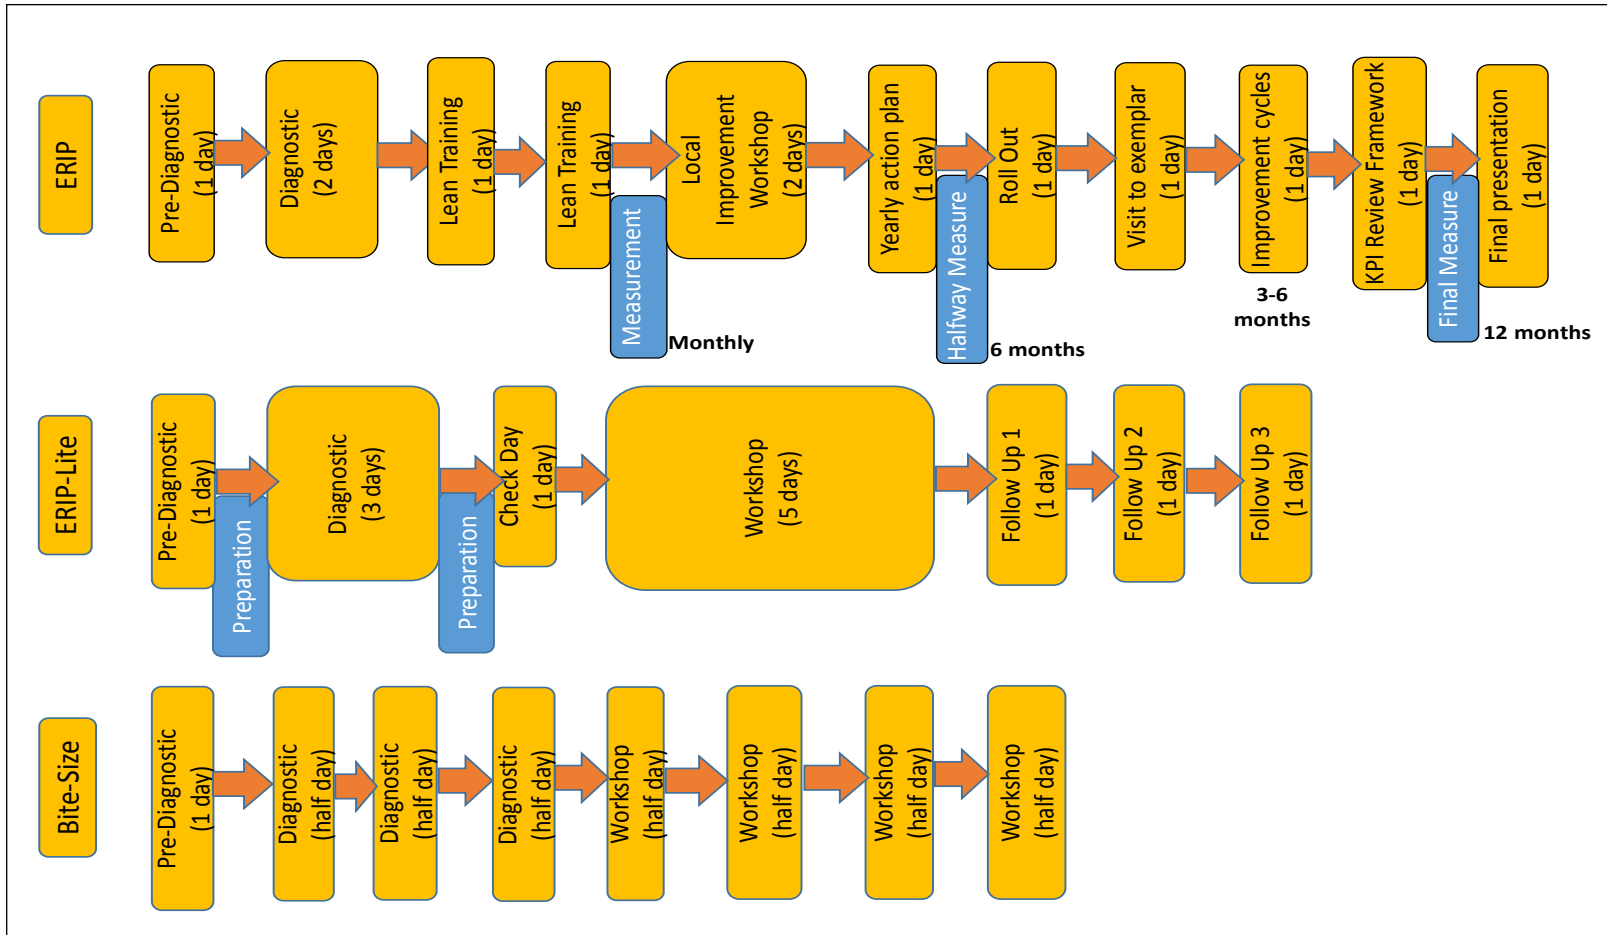 ERIP
Pre-Diagnostic
(1 day)
Diagnostic
(2 days)
Lean Training
(1 day)
Lean Training
(1 day)
Measurement
Monthly
Local
Improvement
Workshop
(2 days)
Yearly action plan
(1 day)
Halfway Measure
6 months
Roll Out
(1 day)
Visit to exemplar
(1 day)
Improvement cycles
(1 day)
3-6
months
KPI Review Framework
(1 day)
Final Measure
12 months
Final presentation
(1 day)
ERIP-Lite
Pre-Diagnostic
(1 day)
Preparation
Diagnostic
(3 days)
Preparation
Check Day
(1 day)
Workshop
(5 days)
Follow Up 1
(1 day)
Follow Up 2
(1 day)
Follow Up 3
(1 day)
Bite-Size
Pre-Diagnostic
(1 day)
Diagnostic
(half day)
Diagnostic
(half day)
Diagnostic
(half day)
Workshop
(half day)
Workshop
(half day)
Workshop
(half day)
Workshop
(half day)